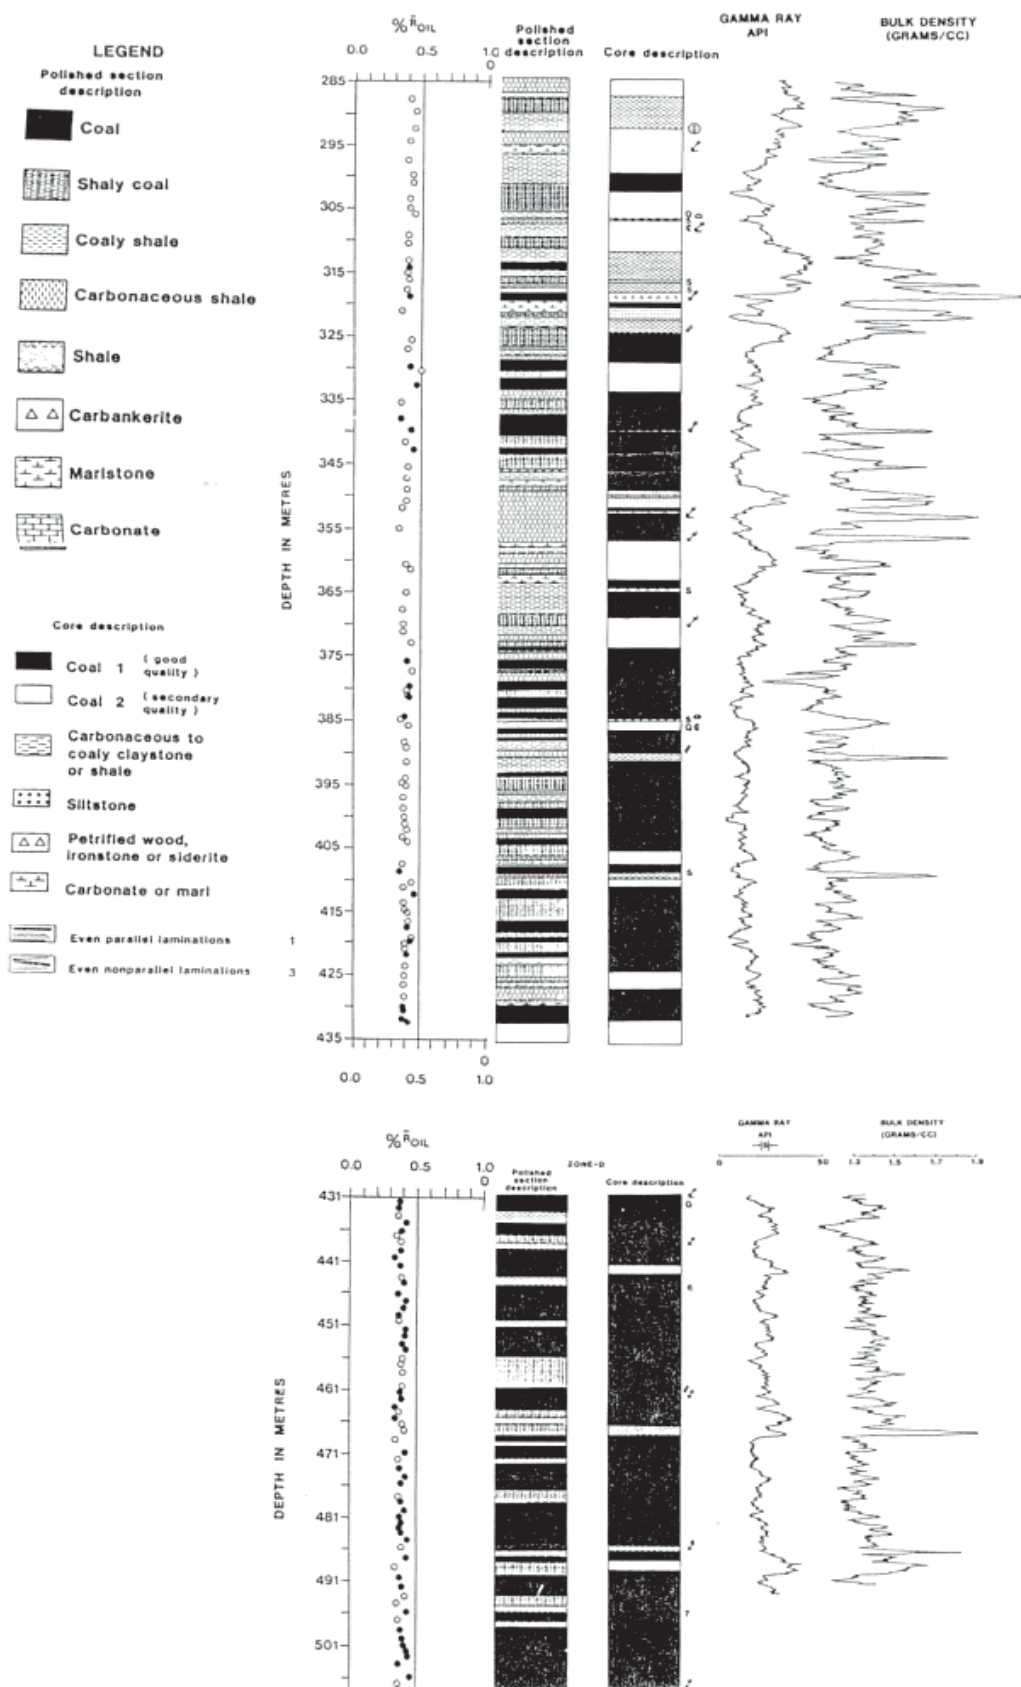 LEGEND
Polished section
description
Coal
Shaly coal
Coaly shale
Carbonaceous shale
Shale
Carbankerite
Marlstone
Carbonate
Core description
Coal 1 ( good
quality )
Coal 2 ( secondary
quality )
Carbonaceous to
coaly claystone
or shale
Siltstone
Petrified wood,
ironstone or siderite
Carbonate or marl
Even parallel laminations 1
Even nonparallel laminations 3
% R̄OIL
0 0.5 1.0
0
Polished
section
description
Core description
GAMMA RAY
API
BULK DENSITY
(GRAMS/CC)
DEPTH IN METRES
285
295
305
315
325
335
345
355
365
375
385
395
405
415
425
435
0
0.0 0.5 1.0
% R̄OIL
0.0 0.5 1.0
0
ZONE-D
Polished
section
description
Core description
GAMMA RAY
API
0 50
BULK DENSITY
(GRAMS/CC)
1.3 1.5 1.7 1.9
DEPTH IN METRES
431
441
451
461
471
481
491
501